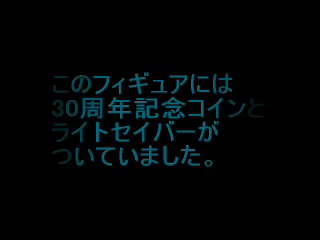 このフィギュアには
30周年記念コインと
ライトセイバーが
ついていました。